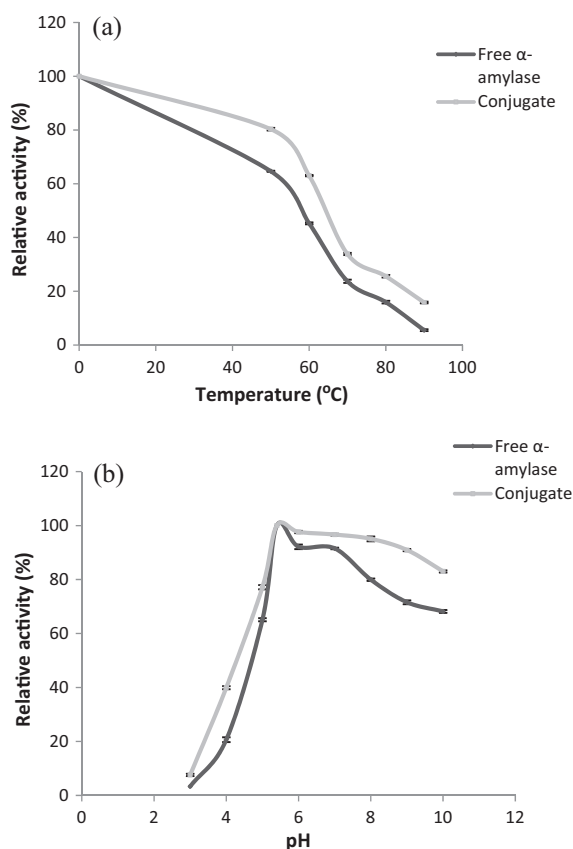 (a)
Free α-
amylase
Conjugate
Relative activity (%)
120
100
80
60
40
20
0
0 20 40 60 80 100
Temperature (°C)
(b)
Free α-
amylase
Conjugate
Relative activity (%)
120
100
80
60
40
20
0
0 2 4 6 8 10 12
pH